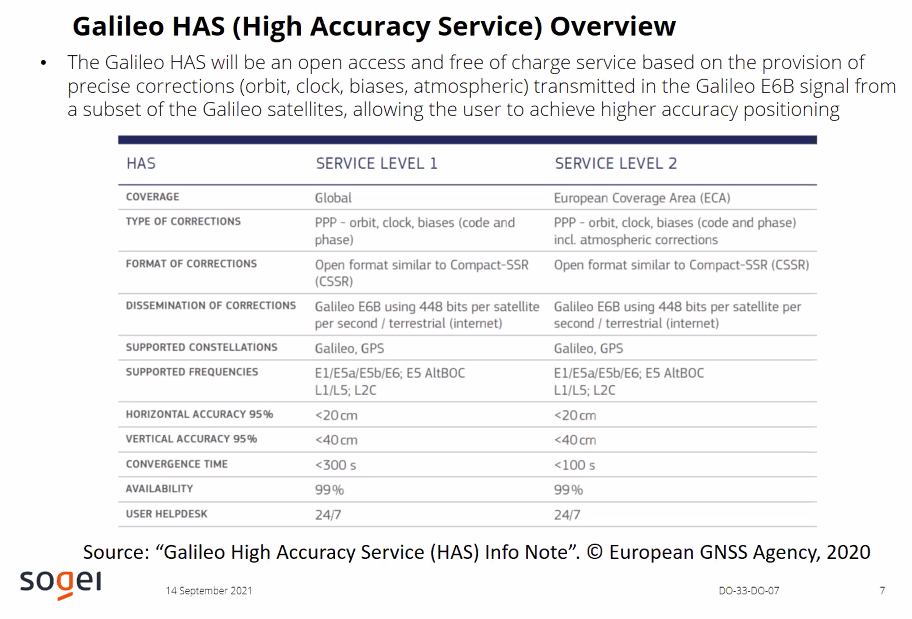 Galileo HAS (High Accuracy Service) Overview
• The Galileo HAS will be an open access and free of charge service based on the provision of
precise corrections (orbit, clock, biases, atmospheric) transmitted in the Galileo E6B signal from
a subset of the Galileo satellites, allowing the user to achieve higher accuracy positioning
HAS SERVICE LEVEL 1 SERVICE LEVEL 2
COVERAGE Global European Coverage Area (ECA)
TYPE OF CORRECTIONS PPP – orbit, clock, biases (code and PPP – orbit, clock, biases (code and phase)
phase) incl. atmospheric corrections
FORMAT OF CORRECTIONS Open format similar to Compact-SSR Open format similar to Compact-SSR (CSSR)
(CSSR)
DISSEMINATION OF CORRECTIONS Galileo E6B using 448 bits per satellite Galileo E6B using 448 bits per satellite per
per second / terrestrial (internet) second / terrestrial (internet)
SUPPORTED CONSTELLATIONS Galileo, GPS Galileo, GPS
SUPPORTED FREQUENCIES E1/E5a/E5b/E6; E5 AltBOC E1/E5a/E5b/E6; E5 AltBOC
L1/L5; L2C L1/L5; L2C
HORIZONTAL ACCURACY 95% <20 cm <20 cm
VERTICAL ACCURACY 95% <40 cm <40 cm
CONVERGENCE TIME <300 s <100 s
AVAILABILITY 99% 99%
USER HELPDESK 24/7 24/7
Source: “Galileo High Accuracy Service (HAS) Info Note”. © European GNSS Agency, 2020
sogei
14 September 2021 DO-33-DO-07 7